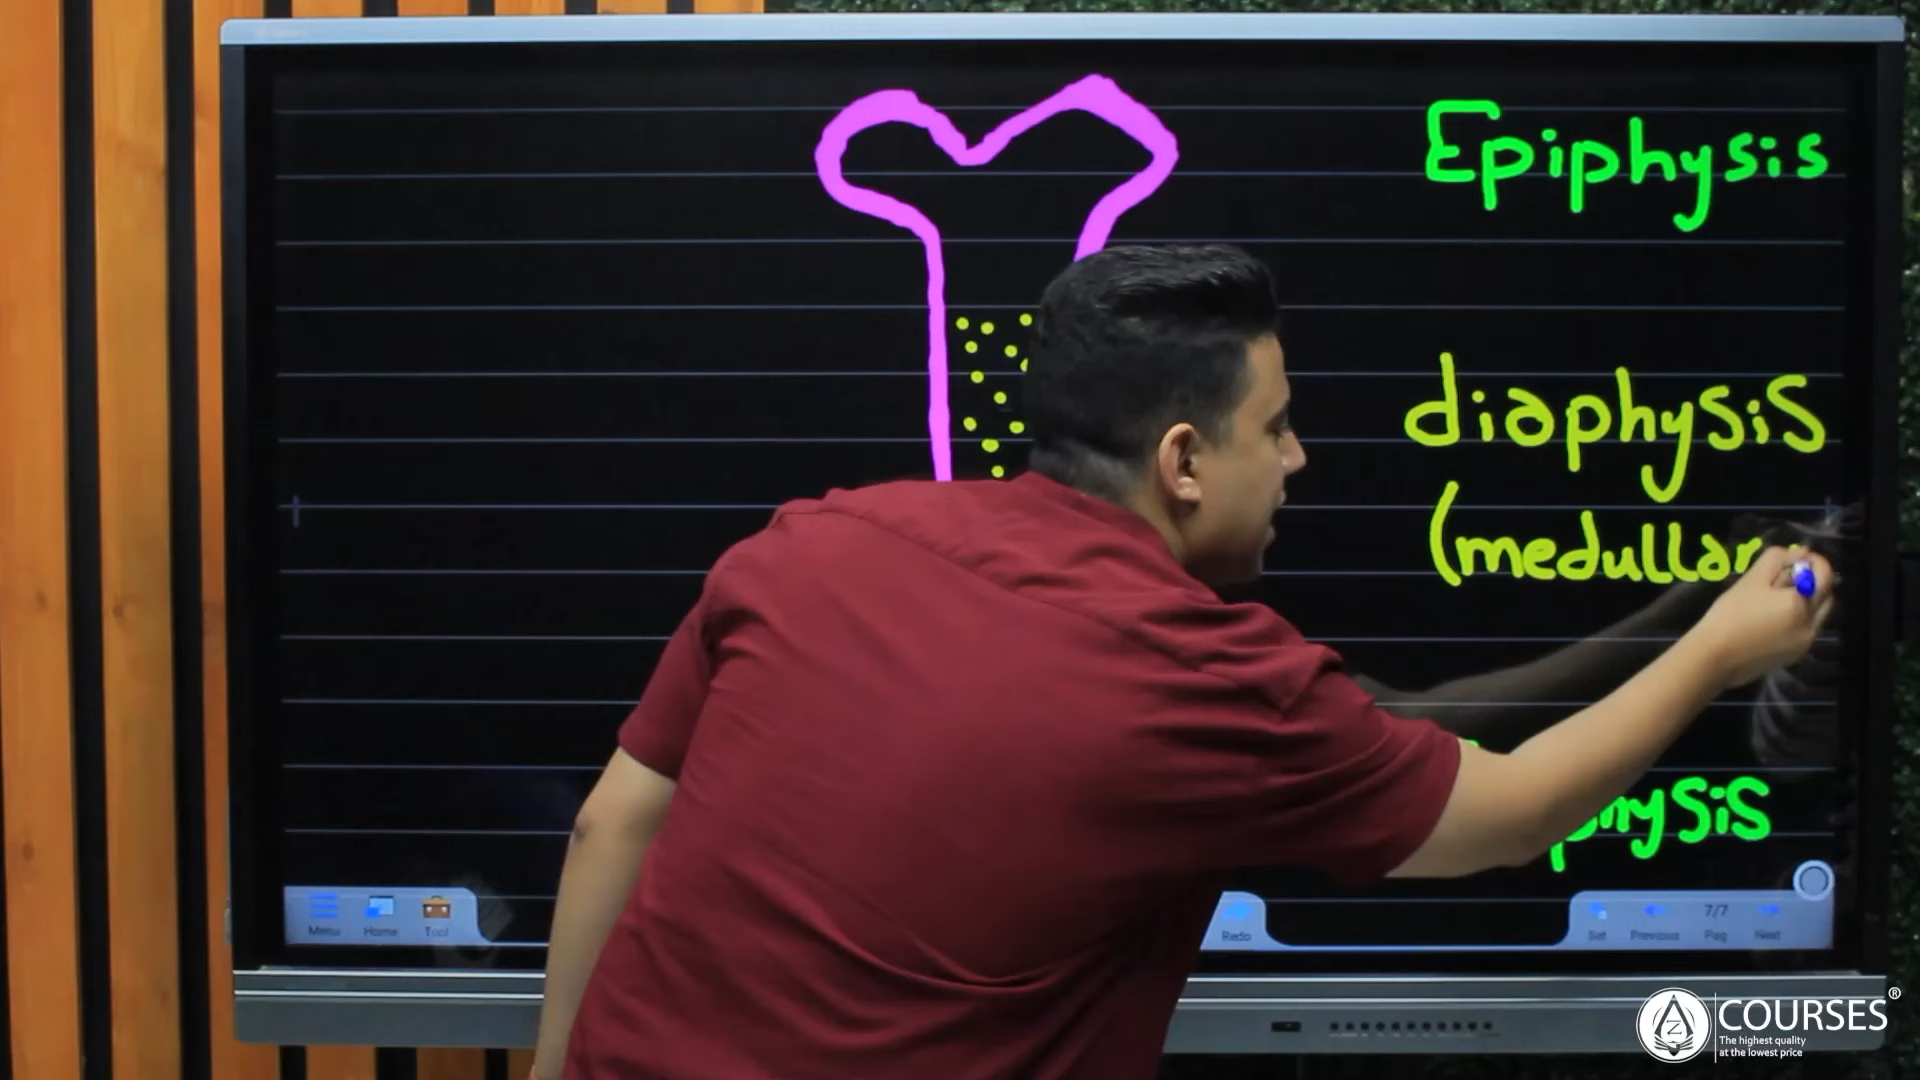 Epiphysis
diaphysis
(medullar
physis
Menu
Home
Tool
Redo
Set
Previous
7/7
Pag
Next
COURSES®
The highest quality
at the lowest price